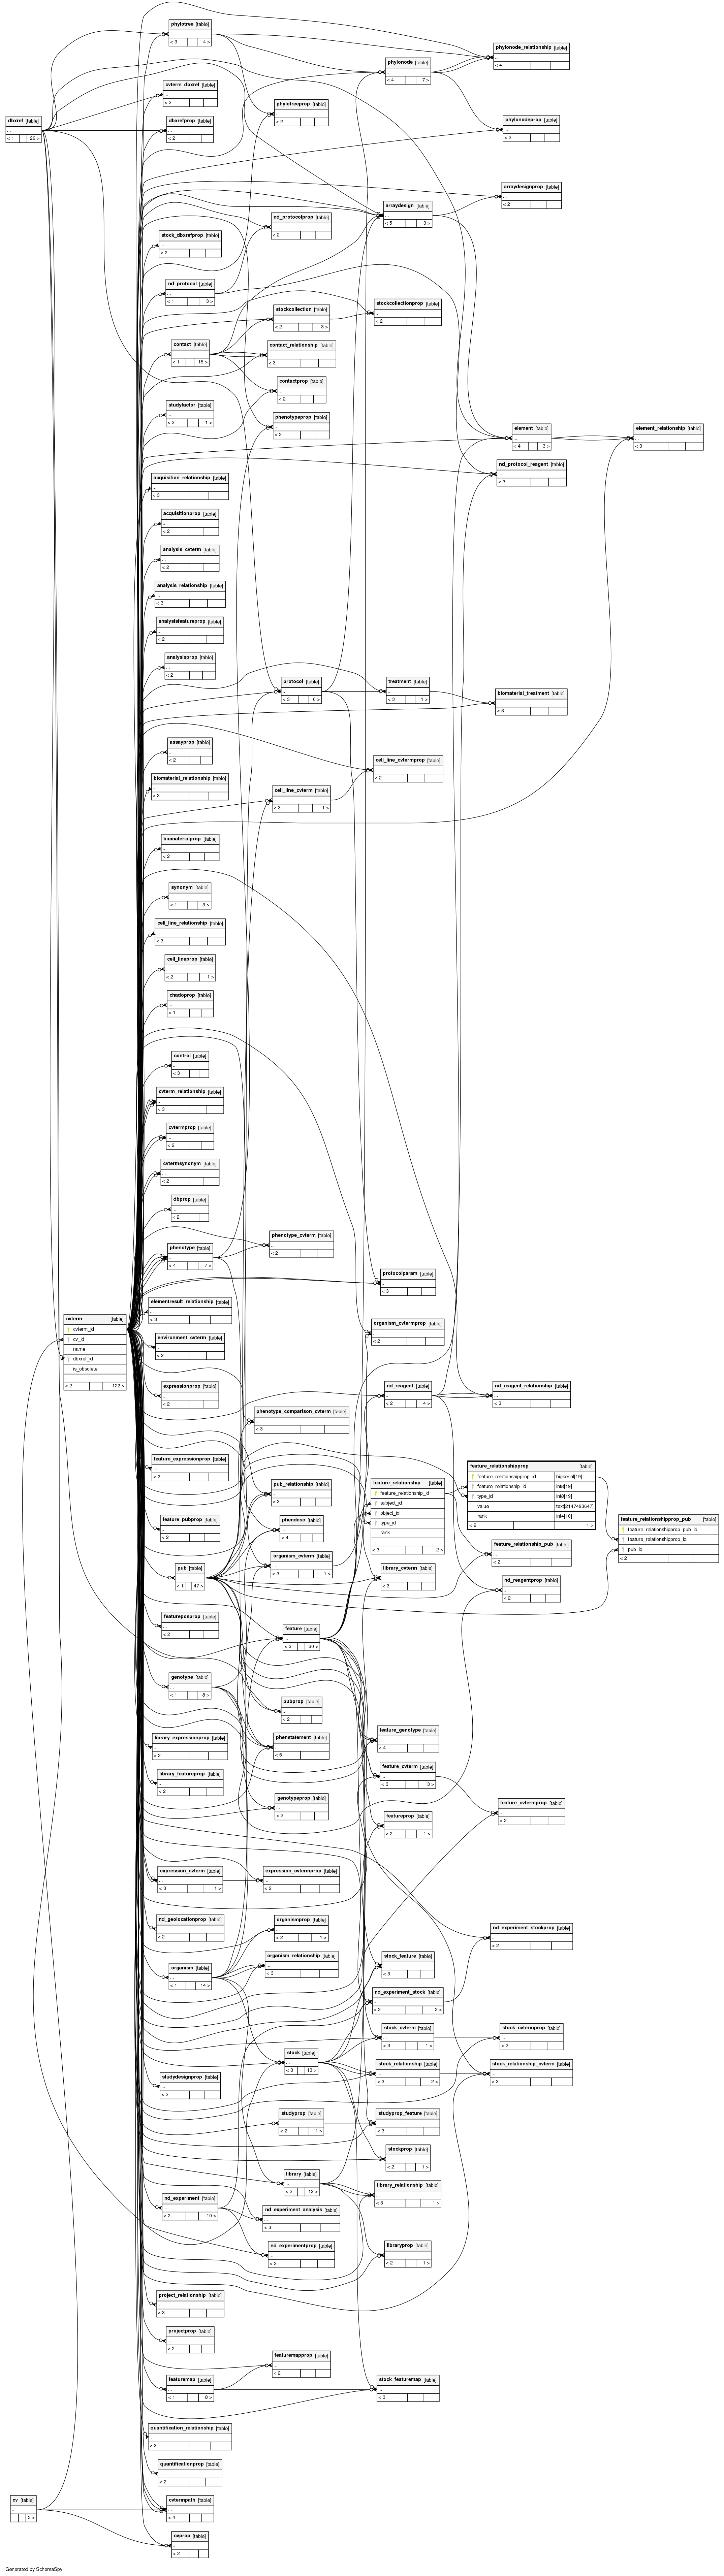 phylotree [table]
...
< 3 4 >
phylonode_relationship [table]
...
< 4
phylonode [table]
...
< 4 7 >
cvterm_dbxref [table]
...
< 2
phylotreeprop [table]
...
< 2
dbxref [table]
...
< 1 26 >
dbxrefprop [table]
...
< 2
phylonodeprop [table]
...
< 2
arraydesignprop [table]
...
< 2
arraydesign [table]
...
< 5 3 >
nd_protocolprop [table]
...
< 2
stock_dbxrefprop [table]
...
< 2
nd_protocol [table]
...
< 1 3 >
stockcollection [table]
...
< 2 3 >
stockcollectionprop [table]
...
< 2
contact [table]
...
< 1 15 >
contact_relationship [table]
...
< 3
contactprop [table]
...
< 2
studyfactor [table]
...
< 2 1 >
phenotypeprop [table]
...
< 2
element [table]
...
< 4 3 >
element_relationship [table]
...
< 3
nd_protocol_reagent [table]
...
< 3
acquisition_relationship [table]
...
< 3
acquisitionprop [table]
...
< 2
analysis_cvterm [table]
...
< 2
analysis_relationship [table]
...
< 3
analysisfeatureprop [table]
...
< 2
analysisprop [table]
...
< 2
protocol [table]
...
< 3 6 >
treatment [table]
...
< 3 1 >
biomaterial_treatment [table]
...
< 3
assayprop [table]
...
< 2
cell_line_cvtermprop [table]
...
< 2
biomaterial_relationship [table]
...
< 3
cell_line_cvterm [table]
...
< 3 1 >
biomaterialprop [table]
...
< 2
synonym [table]
...
< 1 3 >
cell_line_relationship [table]
...
< 3
cell_lineprop [table]
...
< 2 1 >
chadoprop [table]
...
< 1
control [table]
...
< 3
cvterm_relationship [table]
...
< 3
cvtermprop [table]
...
< 2
cvtermsynonym [table]
...
< 2
dbprop [table]
...
< 2
phenotype [table]
...
< 4 7 >
phenotype_cvterm [table]
...
< 2
protocolparam [table]
...
< 3
elementresult_relationship [table]
...
< 3
cvterm [table]
cvterm_id
cv_id
name
dbxref_id
is_obsolete
...
< 2 122 >
environment_cvterm [table]
...
< 2
organism_cvtermprop [table]
...
< 2
expressionprop [table]
...
< 2
nd_reagent [table]
...
< 2 4 >
nd_reagent_relationship [table]
...
< 3
phenotype_comparison_cvterm [table]
...
< 3
feature_expressionprop [table]
...
< 2
pub_relationship [table]
...
< 3
feature_relationship [table]
feature_relationship_id
subject_id
object_id
type_id
rank
...
< 3 2 >
feature_relationshipprop [table]
feature_relationshipprop_id bigserial[19]
feature_relationship_id int8[19]
type_id int8[19]
value text[2147483647]
rank int4[10]
< 2 1 >
feature_relationshipprop_pub [table]
feature_relationshipprop_pub_id
feature_relationshipprop_id
pub_id
< 2
feature_pubprop [table]
...
< 2
phendesc [table]
...
< 4
feature_relationship_pub [table]
...
< 2
pub [table]
...
< 1 47 >
organism_cvterm [table]
...
< 3 1 >
library_cvterm [table]
...
< 3
nd_reagentprop [table]
...
< 2
featureposprop [table]
...
< 2
feature [table]
...
< 3 30 >
genotype [table]
...
< 1 8 >
pubprop [table]
...
< 2
library_expressionprop [table]
...
< 2
phenstatement [table]
...
< 5
feature_genotype [table]
...
< 4
library_featureprop [table]
...
< 2
feature_cvterm [table]
...
< 3 3 >
genotypeprop [table]
...
< 2
featureprop [table]
...
< 2 1 >
feature_cvtermprop [table]
...
< 2
expression_cvterm [table]
...
< 3 1 >
expression_cvtermprop [table]
...
< 2
nd_geolocationprop [table]
...
< 2
organismprop [table]
...
< 2 1 >
nd_experiment_stockprop [table]
...
< 2
organism [table]
...
< 1 14 >
organism_relationship [table]
...
< 3
stock_feature [table]
...
< 3
nd_experiment_stock [table]
...
< 3 2 >
stock_cvterm [table]
...
< 3 1 >
stock_cvtermprop [table]
...
< 2
stock [table]
...
< 3 13 >
studydesignprop [table]
...
< 2
stock_relationship [table]
...
< 3 2 >
stock_relationship_cvterm [table]
...
< 3
studyprop [table]
...
< 2 1 >
studyprop_feature [table]
...
< 3
stockprop [table]
...
< 2 1 >
library [table]
...
< 2 12 >
nd_experiment [table]
...
< 2 10 >
library_relationship [table]
...
< 3 1 >
nd_experiment_analysis [table]
...
< 3
nd_experimentprop [table]
...
< 2
libraryprop [table]
...
< 2 1 >
project_relationship [table]
...
< 3
projectprop [table]
...
< 2
featuremapprop [table]
...
< 2
featuremap [table]
...
< 1 8 >
stock_featuremap [table]
...
< 3
quantification_relationship [table]
...
< 3
quantificationprop [table]
...
< 2
cv [table]
...
3 >
cvtermpath [table]
...
< 4
cvprop [table]
...
< 2
Generated by SchemaSpy